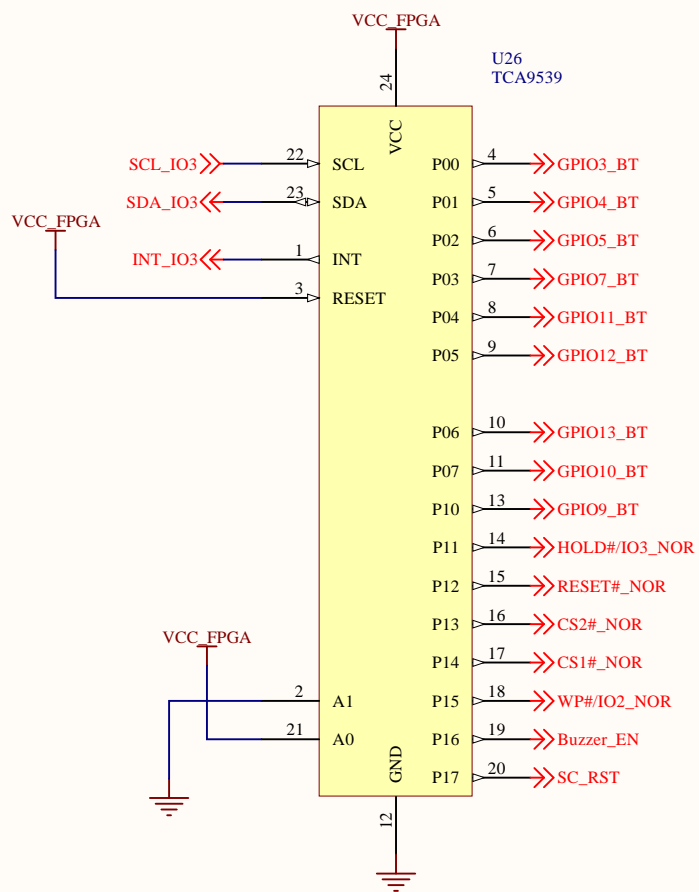 VCC_FPGA
U26
TCA9539
24
VCC
SCL_IO3 22 SCL P00 4 GPIO3_BT
SDA_IO3 23 SDA P01 5 GPIO4_BT
VCC_FPGA
P02 6 GPIO5_BT
INT_IO3 1 INT
P03 7 GPIO7_BT
3 RESET
P04 8 GPIO11_BT
P05 9 GPIO12_BT
P06 10 GPIO13_BT
P07 11 GPIO10_BT
P10 13 GPIO9_BT
P11 14 HOLD#/IO3_NOR
P12 15 RESET#_NOR
P13 16 CS2#_NOR
VCC_FPGA
P14 17 CS1#_NOR
2 A1 P15 18 WP#/IO2_NOR
21 A0 P16 19 Buzzer_EN
GND
P17 20 SC_RST
12